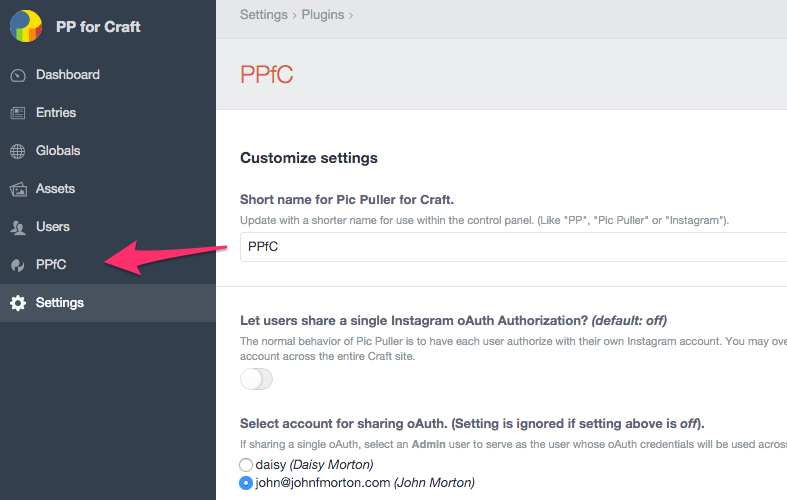 PP for Craft
Dashboard
Entries
Globals
Assets
Users
PPfC
Settings
Settings › Plugins ›
PPfC
Customize settings
Short name for Pic Puller for Craft.
Update with a shorter name for use within the control panel. (Like "PP", "Pic Puller" or "Instagram").
PPfC
Let users share a single Instagram oAuth Authorization? (default: off)
The normal behavior of Pic Puller is to have each user authorize with their own Instagram account. You may
account across the entire Craft site.
Select account for sharing oAuth. (Setting is ignored if setting above is off).
If sharing a single oAuth, select an Admin user to serve as the user whose oAuth credentials will be used
daisy (Daisy Morton)
john@johnfmorton.com (John Morton)